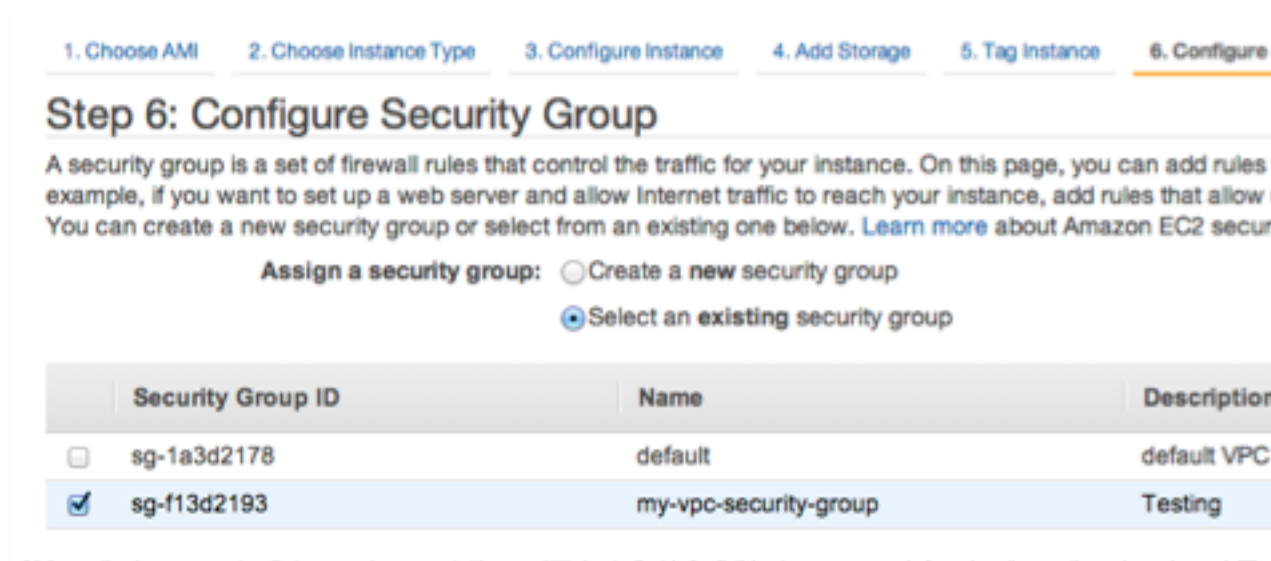 1. Choose AMI 2. Choose Instance Type 3. Configure Instance 4. Add Storage 5. Tag Instance 6. Configure
Step 6: Configure Security Group
A security group is a set of firewall rules that control the traffic for your instance. On this page, you can add rules
example, if you want to set up a web server and allow Internet traffic to reach your instance, add rules that allow
You can create a new security group or select from an existing one below. Learn more about Amazon EC2 secur
Assign a security group: Create a new security group
Select an existing security group
Security Group ID Name Description
sg-1a3d2178 default default VPC
sg-f13d2193 my-vpc-security-group Testing